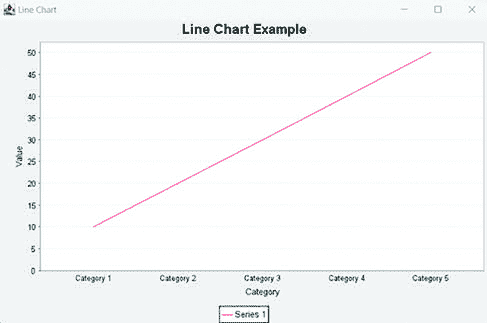 Line Chart
Line Chart Example
50
45
40
35
30
25
20
15
10
5
0
Value
Category 1 Category 2 Category 3 Category 4 Category 5
Category
Series 1